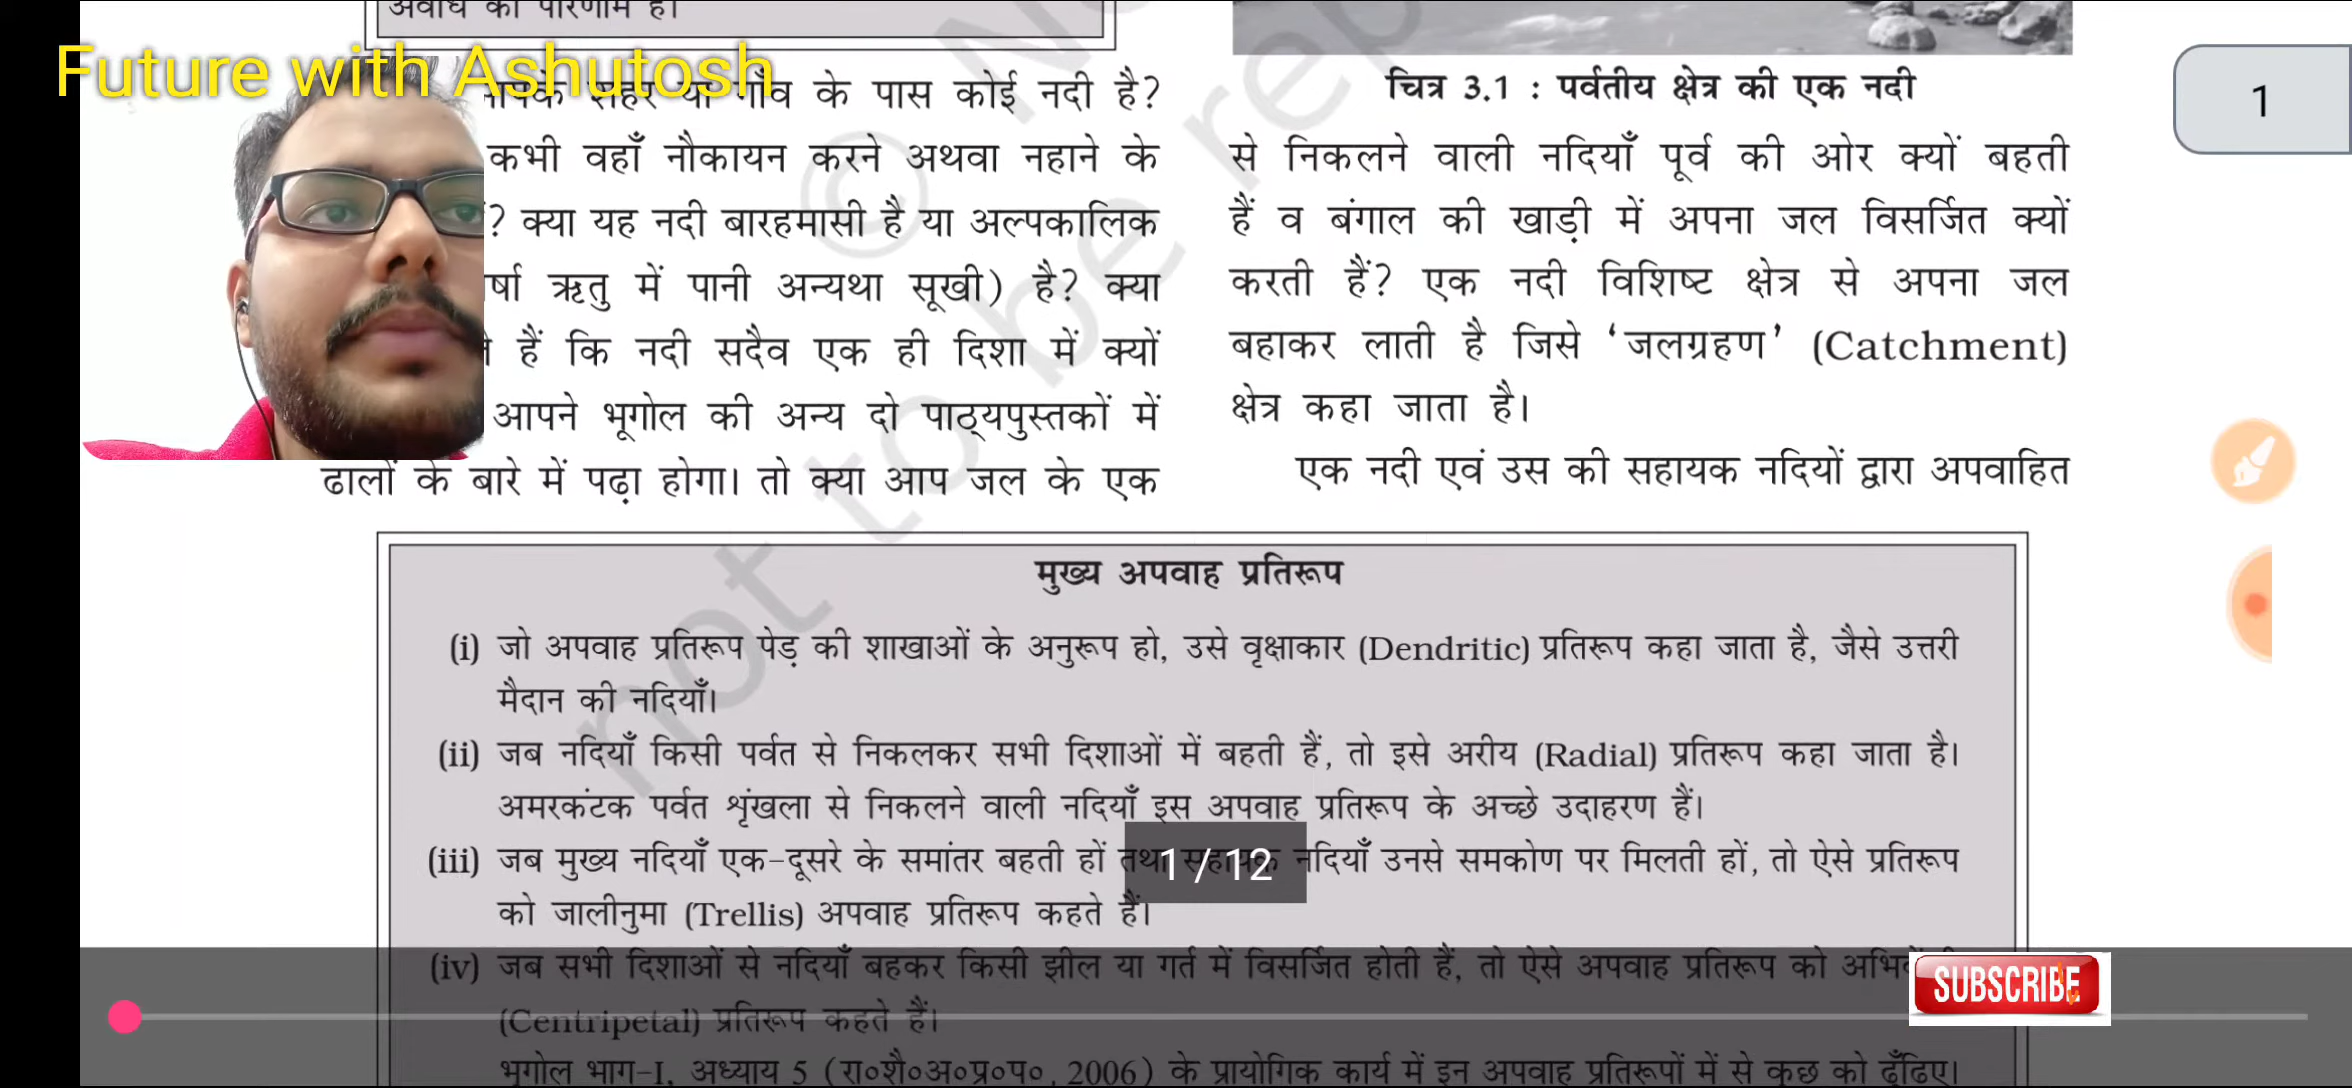 अवधि का परिणाम है।
Future with Ashutosh
के शहर या गाँव के पास कोई नदी है?
कभी वहाँ नौकायन करने अथवा नहाने के
? क्या यह नदी बारहमासी है या अल्पकालिक
र्षा ऋतु में पानी अन्यथा सूखी) है? क्या
हैं कि नदी सदैव एक ही दिशा में क्यों
आपने भूगोल की अन्य दो पाठ्यपुस्तकों में
ढालों के बारे में पढ़ा होगा। तो क्या आप जल के एक
चित्र 3.1 : पर्वतीय क्षेत्र की एक नदी
से निकलने वाली नदियाँ पूर्व की ओर क्यों बहती
हैं व बंगाल की खाड़ी में अपना जल विसर्जित क्यों
करती हैं? एक नदी विशिष्ट क्षेत्र से अपना जल
बहाकर लाती है जिसे ‘जलग्रहण’ (Catchment)
क्षेत्र कहा जाता है।
एक नदी एवं उस की सहायक नदियों द्वारा अपवाहित
1
© N
not to be reb
मुख्य अपवाह प्रतिरूप
(i) जो अपवाह प्रतिरूप पेड़ की शाखाओं के अनुरूप हो, उसे वृक्षाकार (Dendritic) प्रतिरूप कहा जाता है, जैसे उत्तरी
मैदान की नदियाँ।
(ii) जब नदियाँ किसी पर्वत से निकलकर सभी दिशाओं में बहती हैं, तो इसे अरीय (Radial) प्रतिरूप कहा जाता है।
अमरकंटक पर्वत शृंखला से निकलने वाली नदियाँ इस अपवाह प्रतिरूप के अच्छे उदाहरण हैं।
(iii) जब मुख्य नदियाँ एक-दूसरे के समांतर बहती हों तथा सहायक नदियाँ उनसे समकोण पर मिलती हों, तो ऐसे प्रतिरूप
को जालीनुमा (Trellis) अपवाह प्रतिरूप कहते हैं।
1 / 12
(iv) जब सभी दिशाओं से नदियाँ बहकर किसी झील या गर्त में विसर्जित होती हैं, तो ऐसे अपवाह प्रतिरूप को
(Centripetal) प्रतिरूप कहते हैं।
भूगोल भाग-I, अध्याय 5 (रा०शै०अ०प्र०प०, 2006) के प्रायोगिक कार्य में इन अपवाह प्रतिरूपों में से कुछ को ढूँढिए।
SUBSCRIBE